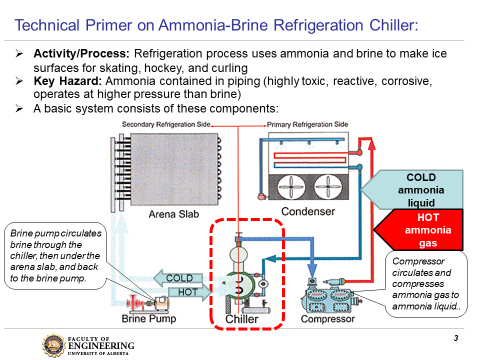 Technical Primer on Ammonia-Brine Refrigeration Chiller:
Activity/Process: Refrigeration process uses ammonia and brine to make ice
surfaces for skating, hockey, and curling
Key Hazard: Ammonia contained in piping (highly toxic, reactive, corrosive,
operates at higher pressure than brine)
A basic system consists of these components:
Secondary Refrigeration Side
Primary Refrigeration Side
Arena Slab
Condenser
COLD
ammonia
liquid
HOT
ammonia
gas
Brine pump circulates
brine through the
chiller, then under the
arena slab, and back
to the brine pump.
COLD
HOT
Compressor
circulates and
compresses
ammonia gas to
ammonia liquid..
Brine Pump
Chiller
Compressor
FACULTY OF
ENGINEERING
UNIVERSITY OF ALBERTA
3